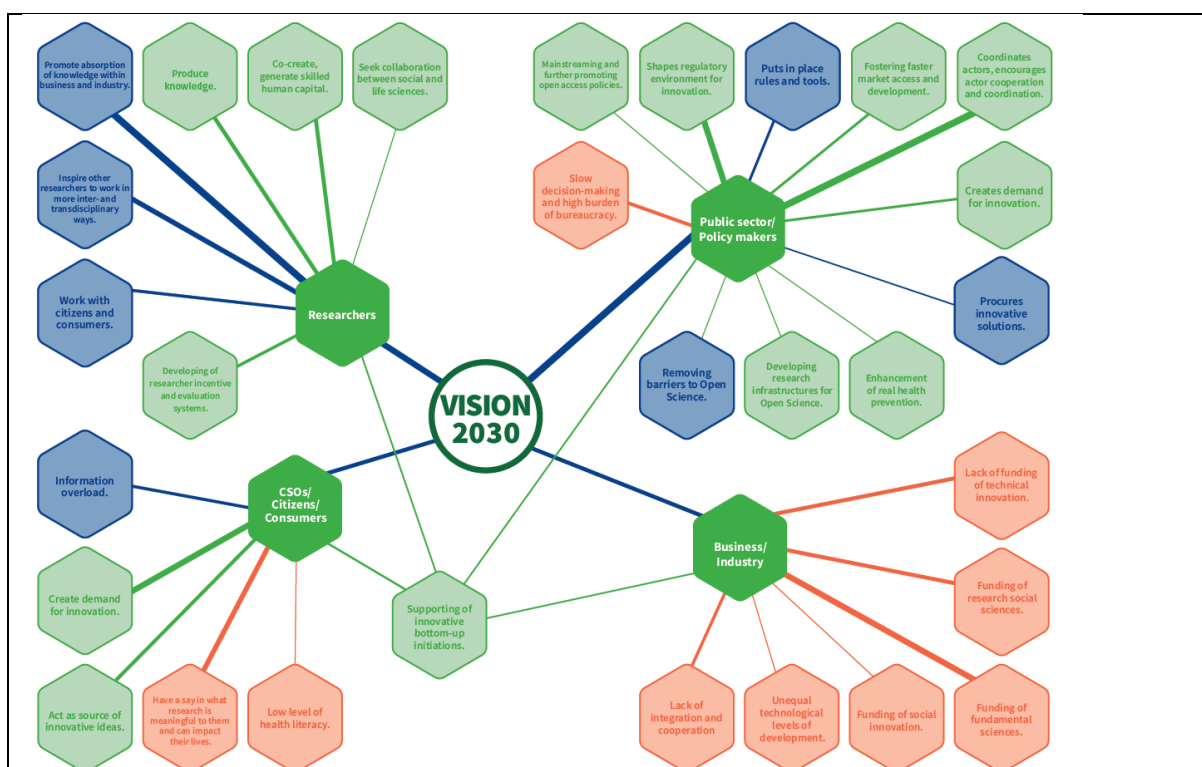 Promote absorption
of knowledge within
business and industry.
Produce
knowledge.
Co-create,
generate skilled
human capital.
Seek collaboration
between social and
life sciences.
Mainstreaming and
further promoting
open access policies.
Shapes regulatory
environment for
innovation.
Puts in place
rules and tools.
Fostering faster
market access and
development.
Coordinates
actors, encourages
actor cooperation
and coordination.
Inspire other
researchers to work in
more inter- and
transdisciplinary
ways.
Slow
decision-making
and high burden
of bureaucracy.
Public sector/
Policy makers
Creates demand
for innovation.
Work with
citizens and
consumers.
Researchers
Procures
innovative
solutions.
Developing of
researcher incentive
and evaluation
systems.
VISION
2030
Removing
barriers to Open
Science.
Developing
research
infrastructures for
Open Science.
Enhancement
of real health
prevention.
Information
overload.
CSOs/
Citizens/
Consumers
Lack of funding
of technical
innovation.
Business/
Industry
Create demand
for innovation.
Supporting of
innovative
bottom-up
initiations.
Funding of
research social
sciences.
Act as source of
innovative ideas.
Have a say in what
research is
meaningful to them
and can impact
their lives.
Low level of
health literacy.
Lack of
integration and
cooperation
Unequal
technological
levels of
development.
Funding of social
innovation.
Funding of
fundamental
sciences.